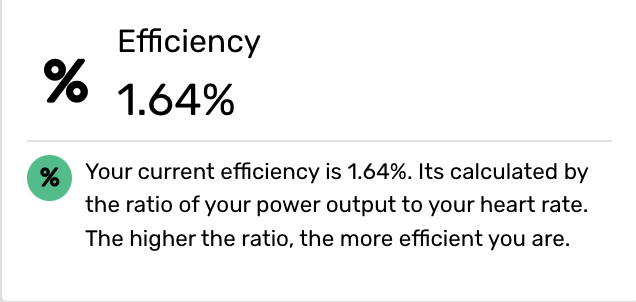 Efficiency
% 1.64%
% Your current efficiency is 1.64%. Its calculated by
the ratio of your power output to your heart rate.
The higher the ratio, the more efficient you are.